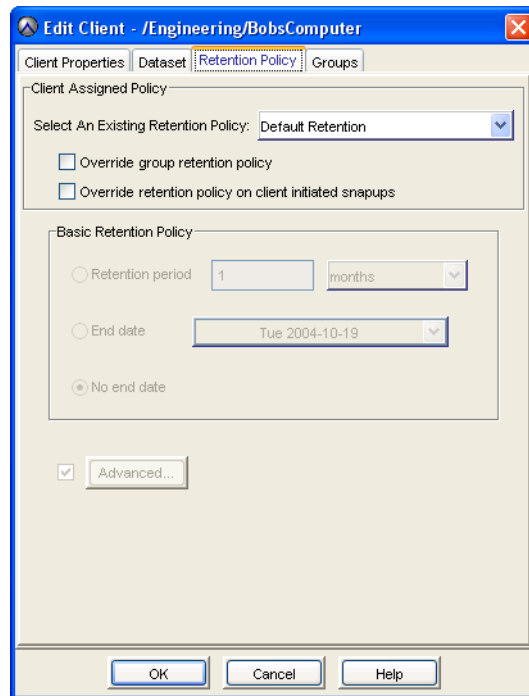 Edit Client - /Engineering/BobsComputer
Client Properties Dataset Retention Policy Groups
Client Assigned Policy
Select An Existing Retention Policy: Default Retention
Override group retention policy
Override retention policy on client initiated snapups
Basic Retention Policy
Retention period 1 months
End date Tue 2004-10-19
No end date
Advanced...
OK Cancel Help